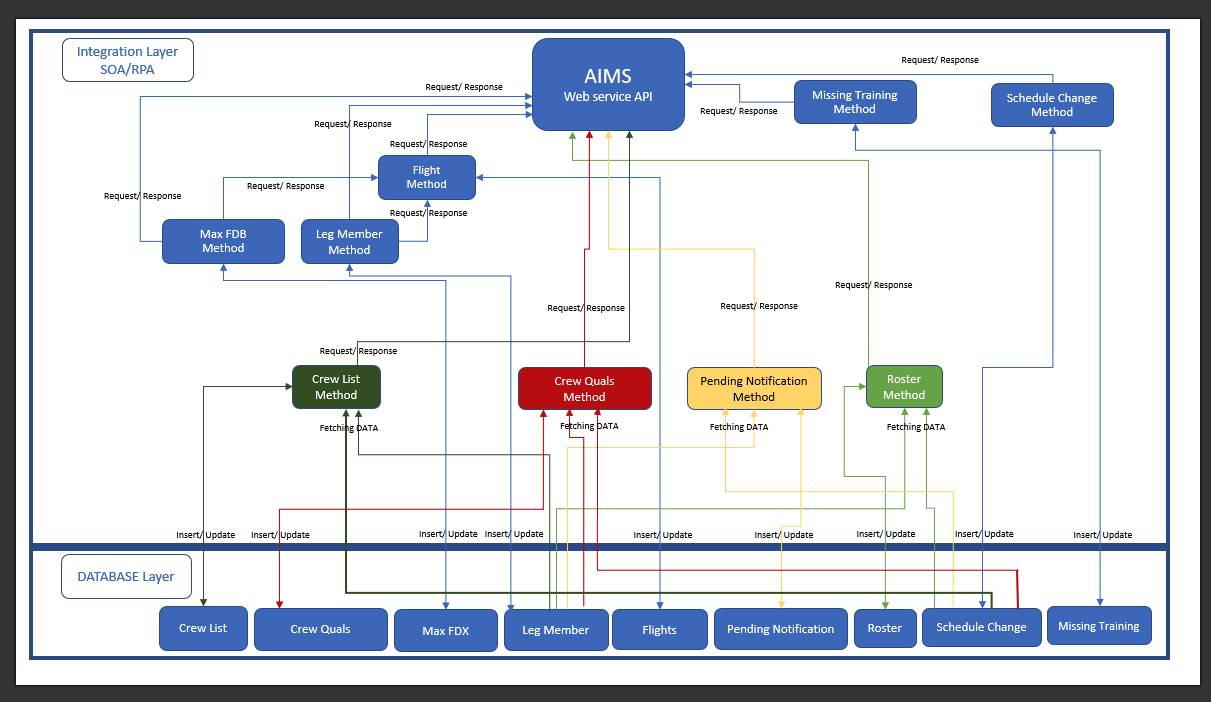 Integration Layer
SOA/RPA
AIMS
Web service API
Request/ Response
Request/ Response
Missing Training
Method
Schedule Change
Method
Request/ Response
Request/ Response
Request/ Response
Flight
Method
Request/ Response
Request/ Response
Request/ Response
Max FDB
Method
Leg Member
Method
Request/ Response
Request/ Response
Request/ Response
Request/ Response
Crew List
Method
Crew Quals
Method
Pending Notification
Method
Roster
Method
Fetching DATA
Fetching DATA
Fetching DATA
Fetching DATA
Insert/ Update
Insert/ Update
Insert/ Update
Insert/ Update
Insert/ Update
Insert/ Update
Insert/ Update
Insert/ Update
Insert/ Update
DATABASE Layer
Crew List
Crew Quals
Max FDX
Leg Member
Flights
Pending Notification
Roster
Schedule Change
Missing Training